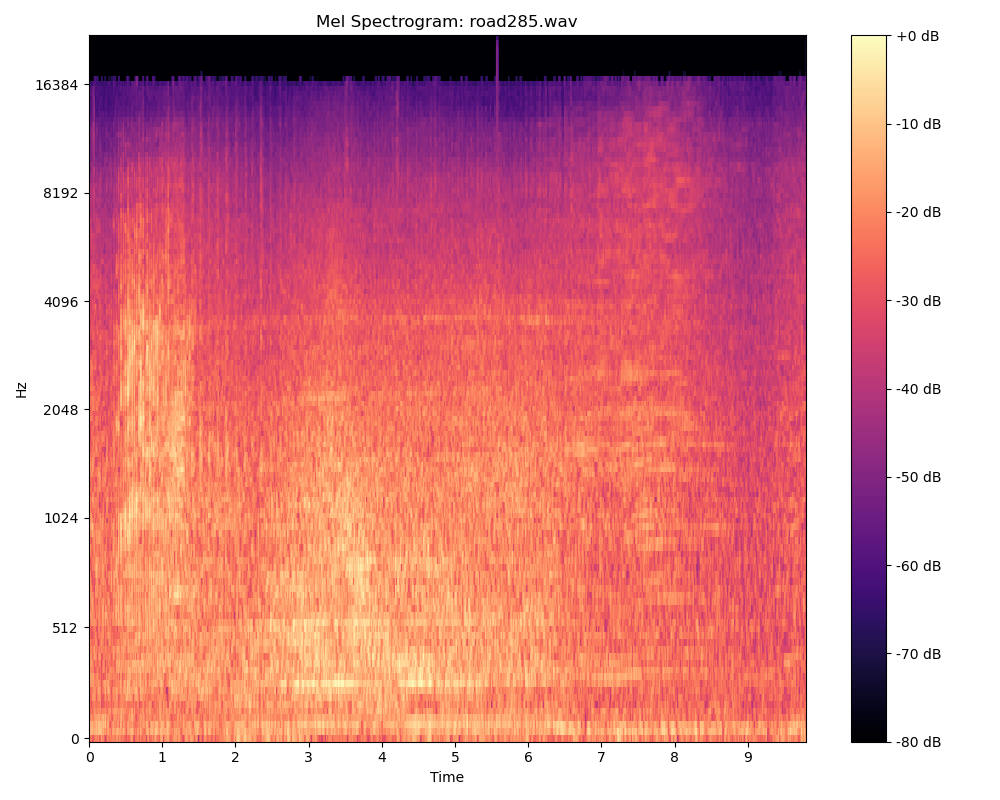 Mel Spectrogram: road285.wav
Hz
16384
8192
4096
2048
1024
512
0
0 1 2 3 4 5 6 7 8 9
Time
+0 dB
-10 dB
-20 dB
-30 dB
-40 dB
-50 dB
-60 dB
-70 dB
-80 dB